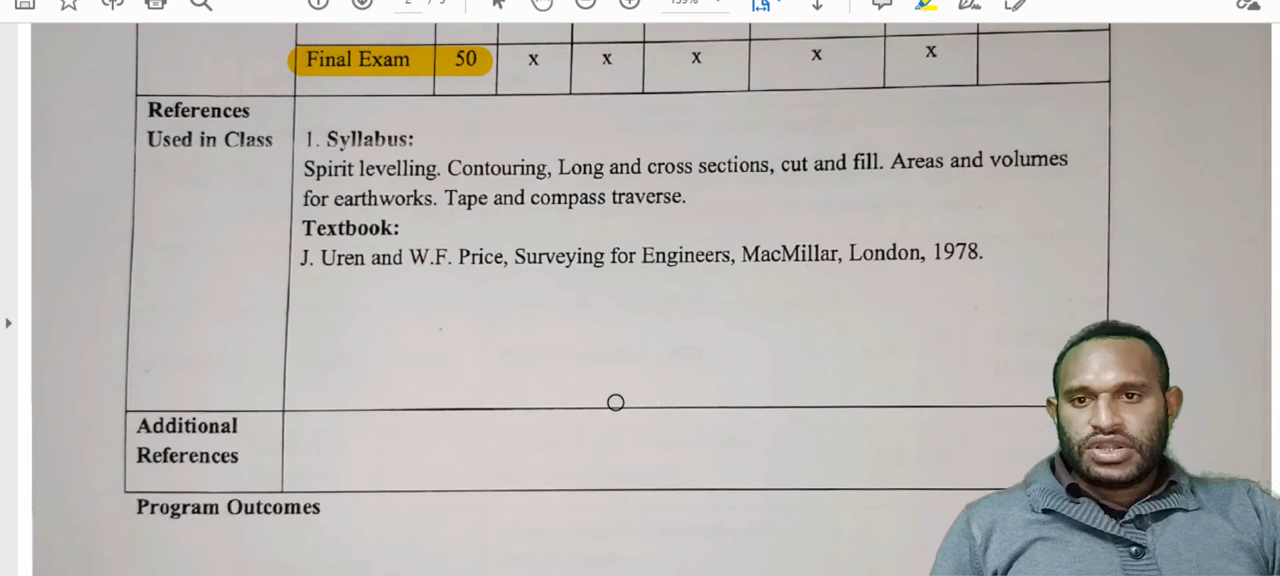 Final Exam 50 x x x x x
References
Used in Class
1. Syllabus:
Spirit levelling. Contouring, Long and cross sections, cut and fill. Areas and volumes
for earthworks. Tape and compass traverse.
Textbook:
J. Uren and W.F. Price, Surveying for Engineers, MacMillar, London, 1978.
Additional
References
Program Outcomes